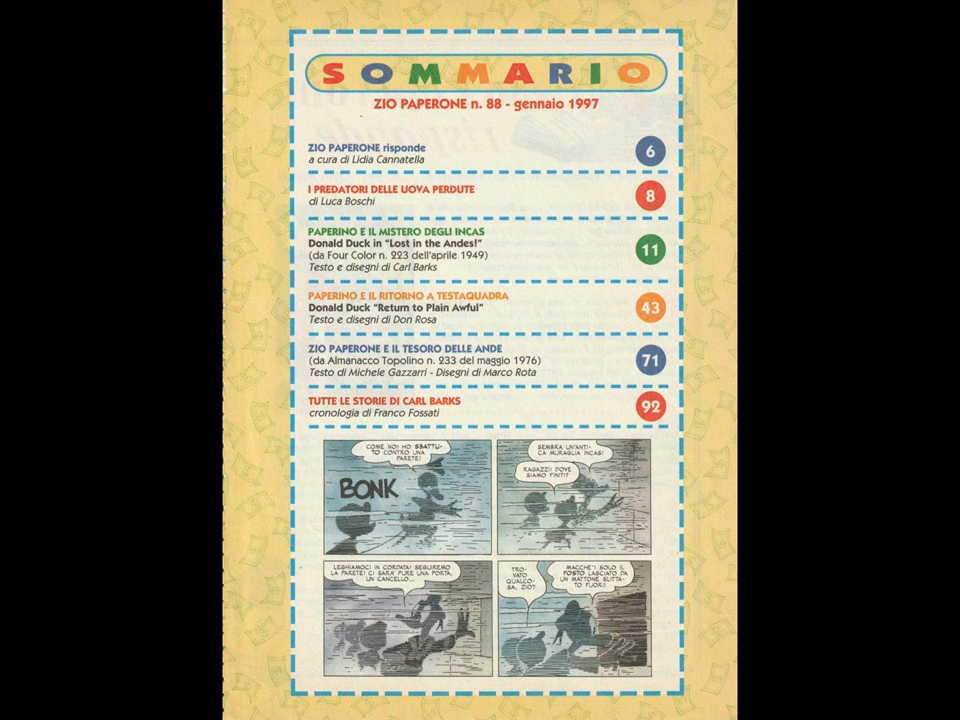 SOMMARIO
ZIO PAPERONE n. 88 - gennaio 1997
ZIO PAPERONE risponde
a cura di Lidia Cannatella
6
I PREDATORI DELLE UOVA PERDUTE
di Luca Boschi
8
PAPERINO E IL MISTERO DEGLI INCAS
Donald Duck in "Lost in the Andes!"
(da Four Color n. 223 dell'aprile 1949)
Testo e disegni di Carl Barks
11
PAPERINO E IL RITORNO A TESTAQUADRA
Donald Duck "Return to Plain Awful"
Testo e disegni di Don Rosa
43
ZIO PAPERONE E IL TESORO DELLE ANDE
(da Almanacco Topolino n. 233 del maggio 1976)
Testo di Michele Gazzarri - Disegni di Marco Rota
71
TUTTE LE STORIE DI CARL BARKS
cronologia di Franco Fossati
92
COME NO! HO SBATTU-
TO CONTRO UNA
PARETE!
BONK
SEMBRA UN'ANTI-
CA MURAGLIA INCAS!
RAGAZZI! DOVE
SIAMO FINITI?
LEGHIAMOCI IN CORDATA! SEGUIREMO
LA PARETE! CI SARA' PURE UNA PORTA,
UN CANCELLO...
TRO-
VATO
QUALCO-
SA, ZIO?
MACCHE'! SOLO IL
POSTO LASCIATO DA
UN MATTONE SLITTA-
TO FUORI!